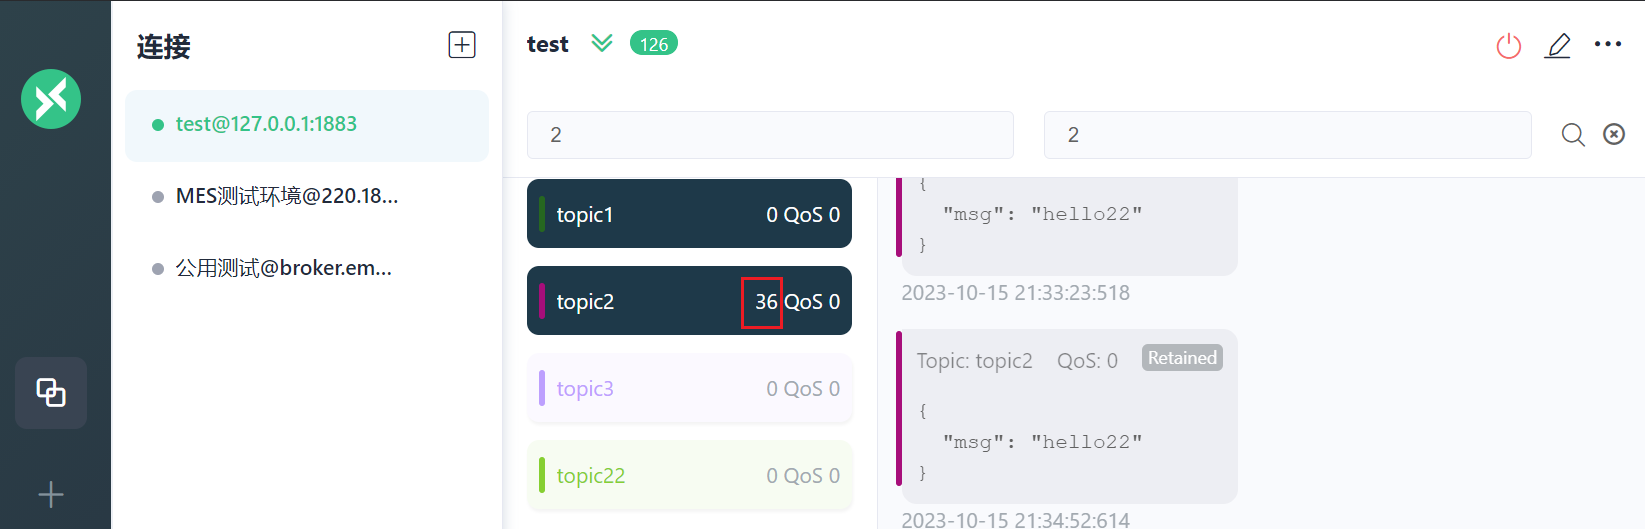 连接
test@127.0.0.1:1883
MES测试环境@220.18...
公用测试@broker.em...
test 126
2 2
topic1 0 QoS 0
topic2 36 QoS 0
topic3 0 QoS 0
topic22 0 QoS 0
{
"msg": "hello22"
}
2023-10-15 21:33:23:518
Topic: topic2 QoS: 0 Retained
{
"msg": "hello22"
}
2023-10-15 21:34:52:614